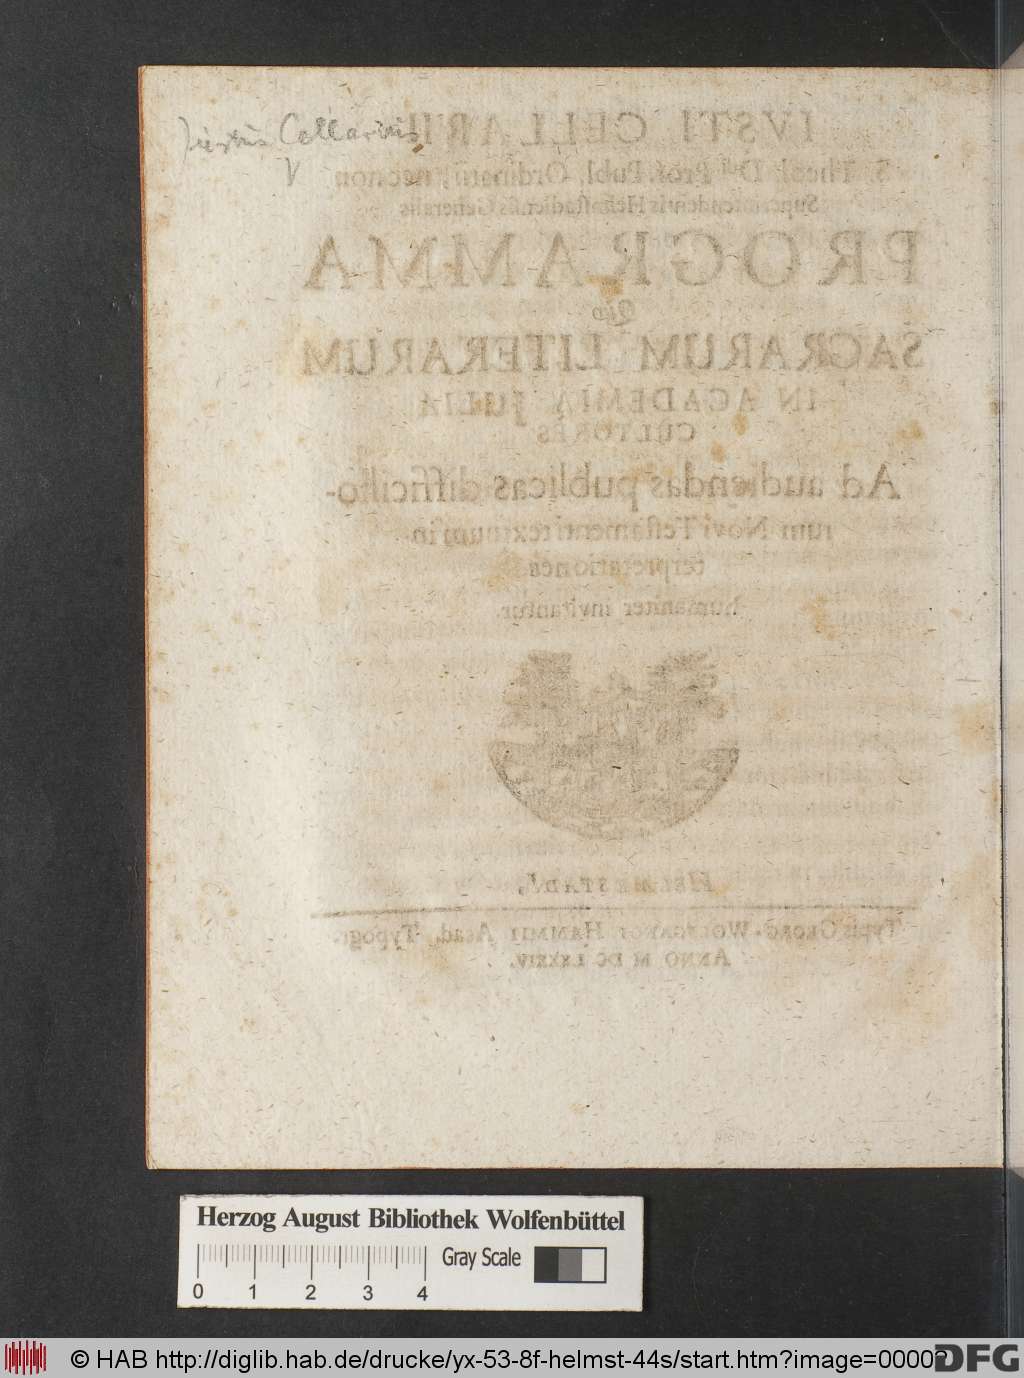 Justus Cellarius
V
IVSTI CELLARII
S. Theol. D. Prof. Publ. Ordinarii, necnon
Superintendentis Helmstadiensis Generalis
PROGRAMMA
Quo
SACRARUM LITERARUM
IN ACADEMIA JULIA
CULTORES
Ad audiendas publicas difficilio-
rum Novi Testamenti textuum in-
terpretationes
humaniter invitantur.
HELMESTADI,
Typis GEORG-WOLFGANGI HAMMII Acad. Typogr.
ANNO M DC LXXXIV.
Herzog August Bibliothek Wolfenbüttel
Gray Scale
0 1 2 3 4
© HAB http://diglib.hab.de/drucke/yx-53-8f-helmst-44s/start.htm?image=00002
DFG